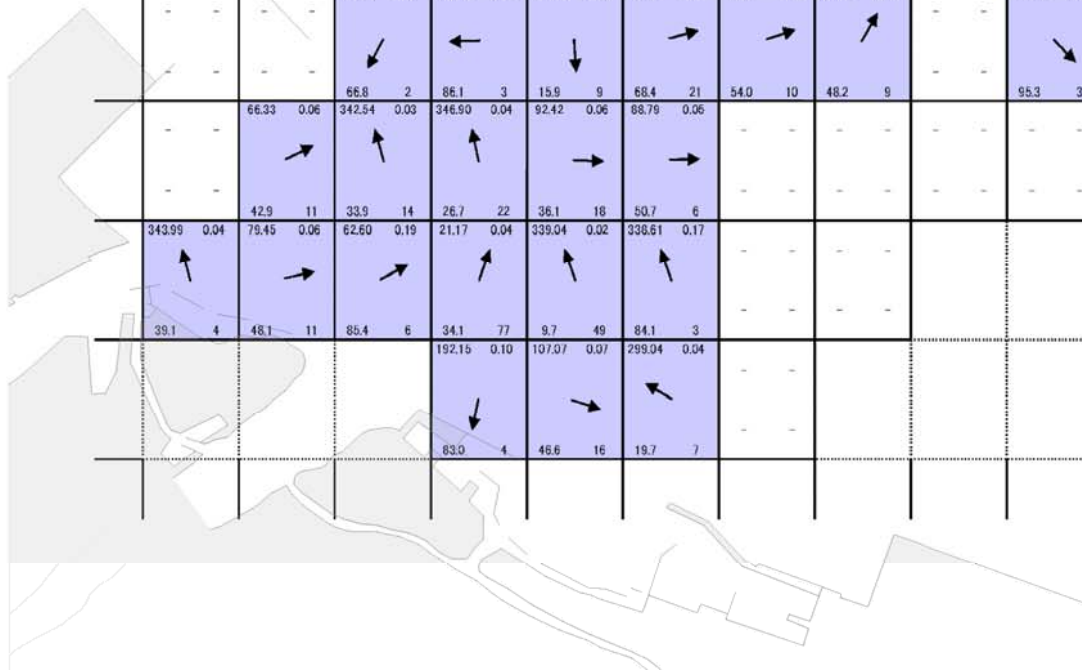 - - - - - -
- - - - 66.8 2 86.1 3 15.9 9 68.4 21 54.0 10 48.2 9 - - 95.3 3
66.33 0.06 342.54 0.03 346.90 0.04 92.42 0.06 88.79 0.05
- - - - - - - - - -
- - - - - - - - - -
42.9 11 33.9 14 26.7 22 36.1 18 50.7 6
343.99 0.04 79.45 0.06 62.60 0.19 21.17 0.04 339.04 0.02 338.61 0.17
- - - -
- - - -
39.1 4 48.1 11 85.4 6 34.1 77 9.7 49 84.1 3
192.15 0.10 107.07 0.07 299.04 0.04
- -
- -
83.0 4 46.6 16 19.7 7